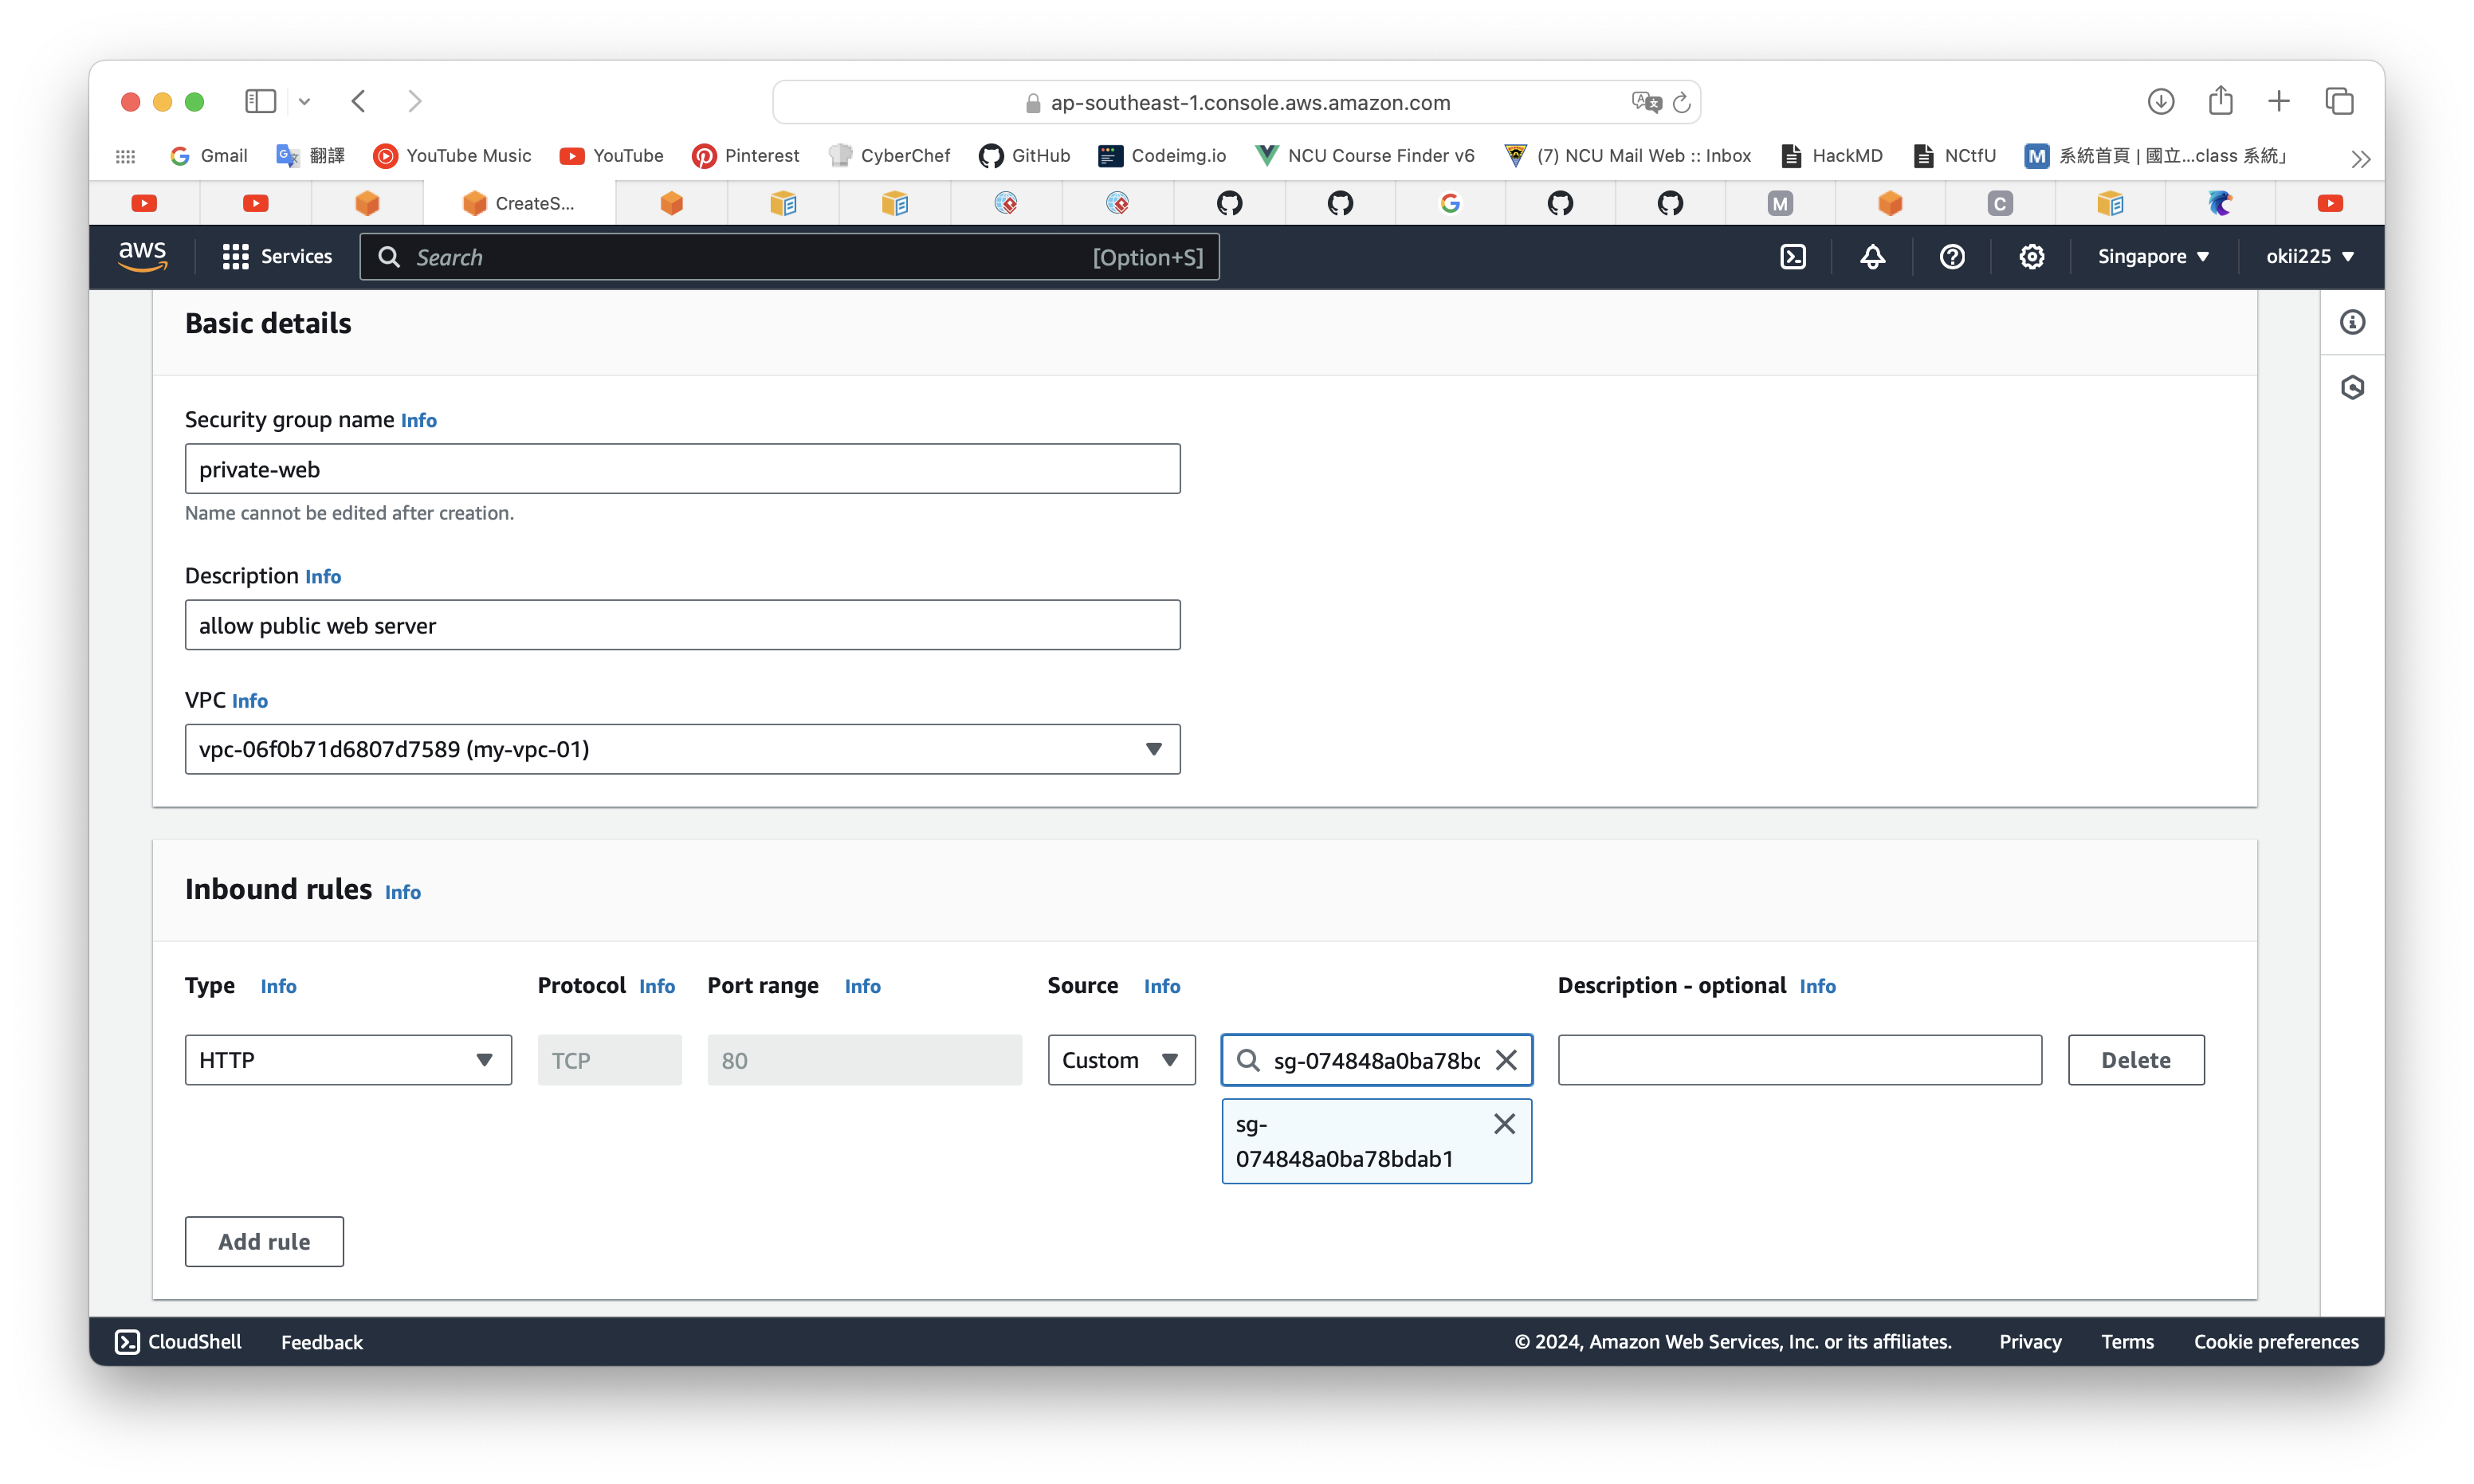 ap-southeast-1.console.aws.amazon.com
Gmail
翻譯
YouTube Music
YouTube
Pinterest
CyberChef
GitHub
Codeimg.io
NCU Course Finder v6
(7) NCU Mail Web :: Inbox
HackMD
NCtfU
M 系統首頁 | 國立...class 系統」
CreateS...
M
C
aws
Services
Search
[Option+S]
Singapore
okii225
Basic details
Security group name Info
private-web
Name cannot be edited after creation.
Description Info
allow public web server
VPC Info
vpc-06f0b71d6807d7589 (my-vpc-01)
Inbound rules Info
Type Info
Protocol Info
Port range Info
Source Info
Description - optional Info
HTTP
TCP
80
Custom
sg-074848a0ba78bd
Delete
sg-
074848a0ba78bdab1
Add rule
CloudShell
Feedback
© 2024, Amazon Web Services, Inc. or its affiliates.
Privacy
Terms
Cookie preferences